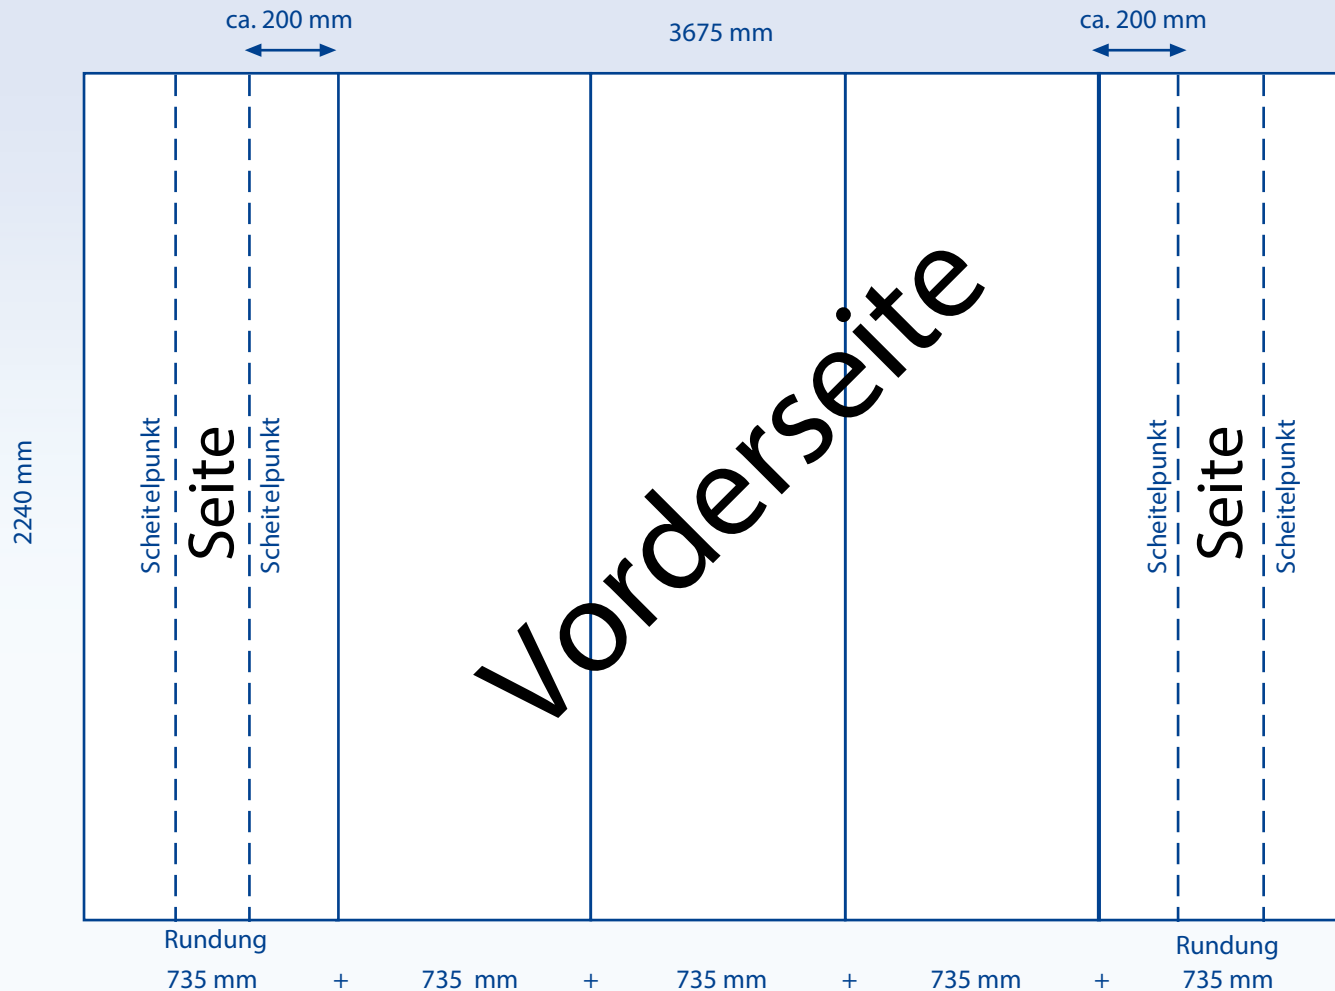 ca. 200 mm
3675 mm
ca. 200 mm
2240 mm
Scheitelpunkt
Seite
Scheitelpunkt
Vorderseite
Scheitelpunkt
Seite
Scheitelpunkt
Rundung
Rundung
735 mm + 735 mm + 735 mm + 735 mm + 735 mm